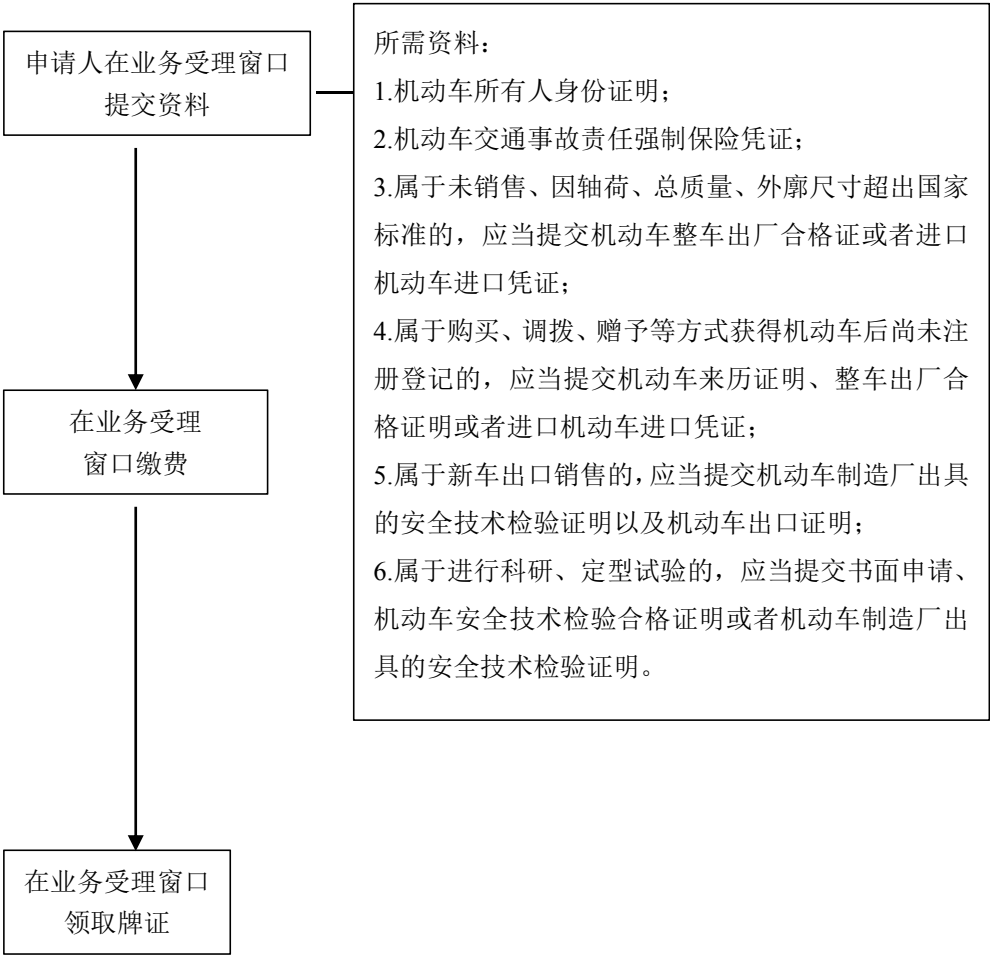 申请人在业务受理窗口
提交资料
所需资料：
1.机动车所有人身份证明；
2.机动车交通事故责任强制保险凭证；
3.属于未销售、因轴荷、总质量、外廓尺寸超出国家
标准的，应当提交机动车整车出厂合格证或者进口
机动车进口凭证；
4.属于购买、调拨、赠予等方式获得机动车后尚未注
册登记的，应当提交机动车来历证明、整车出厂合
格证明或者进口机动车进口凭证；
5.属于新车出口销售的，应当提交机动车制造厂出具
的安全技术检验证明以及机动车出口证明；
6.属于进行科研、定型试验的，应当提交书面申请、
机动车安全技术检验合格证明或者机动车制造厂出
具的安全技术检验证明。
在业务受理
窗口缴费
在业务受理窗口
领取牌证